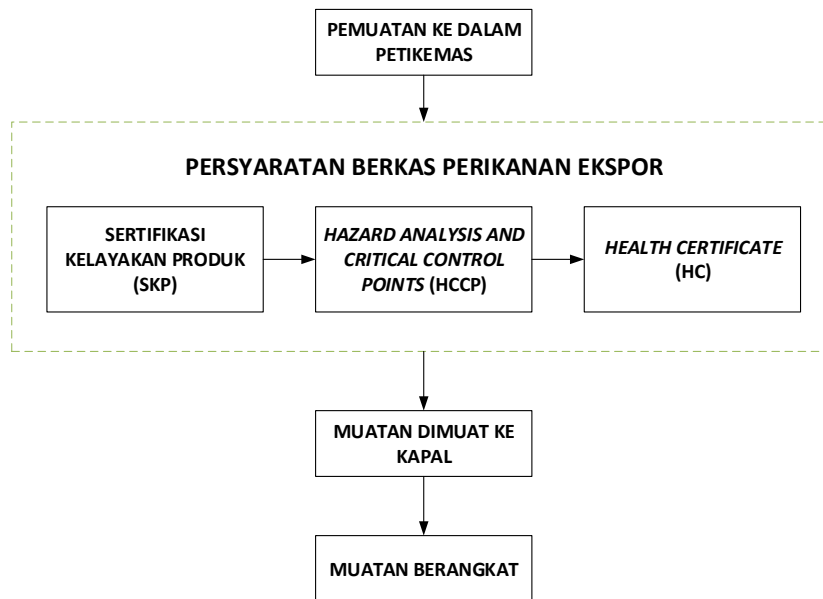 PEMUATAN KE DALAM
PETIKEMAS
PERSYARATAN BERKAS PERIKANAN EKSPOR
SERTIFIKASI
KELAYAKAN PRODUK
(SKP)
HAZARD ANALYSIS AND
CRITICAL CONTROL
POINTS (HCCP)
HEALTH CERTIFICATE
(HC)
MUATAN DIMUAT KE
KAPAL
MUATAN BERANGKAT